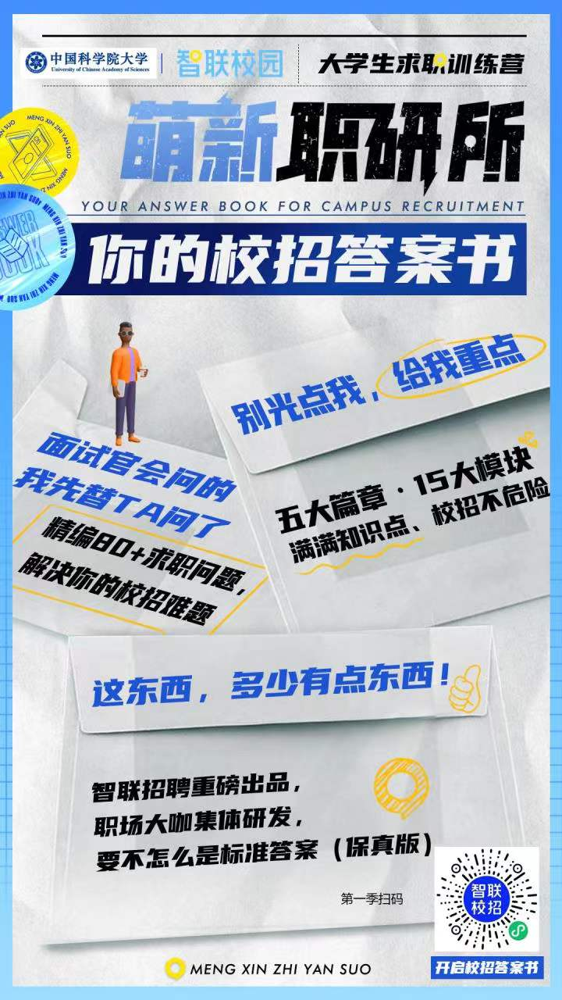 中国科学院大学
University of Chinese Academy of Sciences
智联校园
大学生求职训练营
萌新职研所
YOUR ANSWER BOOK FOR CAMPUS RECRUITMENT
MENG XIN ZHI YAN SUO
MENG XIN ZHI YAN SUO
你的校招答案书
别光点我，给我重点
面试官会问的
我先替TA问了
五大篇章·15大模块
满满知识点、校招不危险
精编80+求职问题，
解决你的校招难题
这东西，多少有点东西！
智联招聘重磅出品，
职场大咖集体研发，
要不怎么是标准答案（保真版）
第一季扫码
智联
校招
开启校招答案书
MENG XIN ZHI YAN SUO